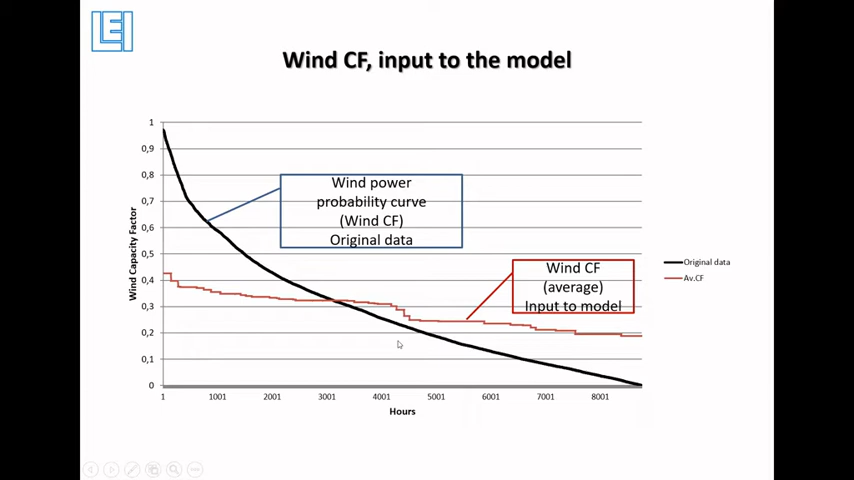 LEI
Wind CF, input to the model
1
0,9
0,8
0,7
0,6
0,5
0,4
0,3
0,2
0,1
0
Wind Capacity Factor
Wind power
probability curve
(Wind CF)
Original data
Wind CF
(average)
Input to model
Original data
Av.CF
1 1001 2001 3001 4001 5001 6001 7001 8001
Hours